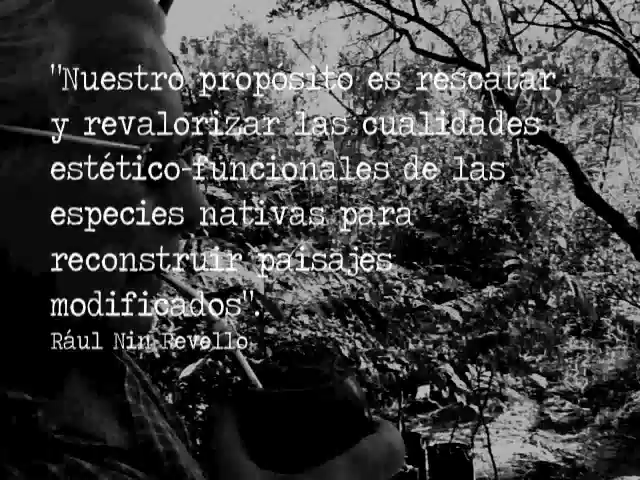 "Nuestro propósito es rescatar
y revalorizar las cualidades
estético-funcionales de las
especies nativas para
reconstruir paisajes
modificados".
Rául Nin Revello